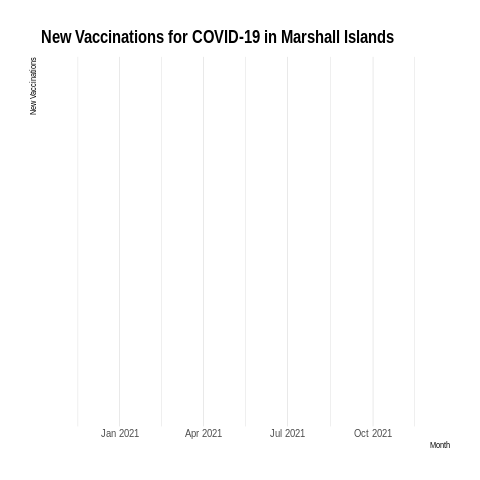 New Vaccinations for COVID-19 in Marshall Islands
New Vaccinations
Jan 2021
Apr 2021
Jul 2021
Oct 2021
Month